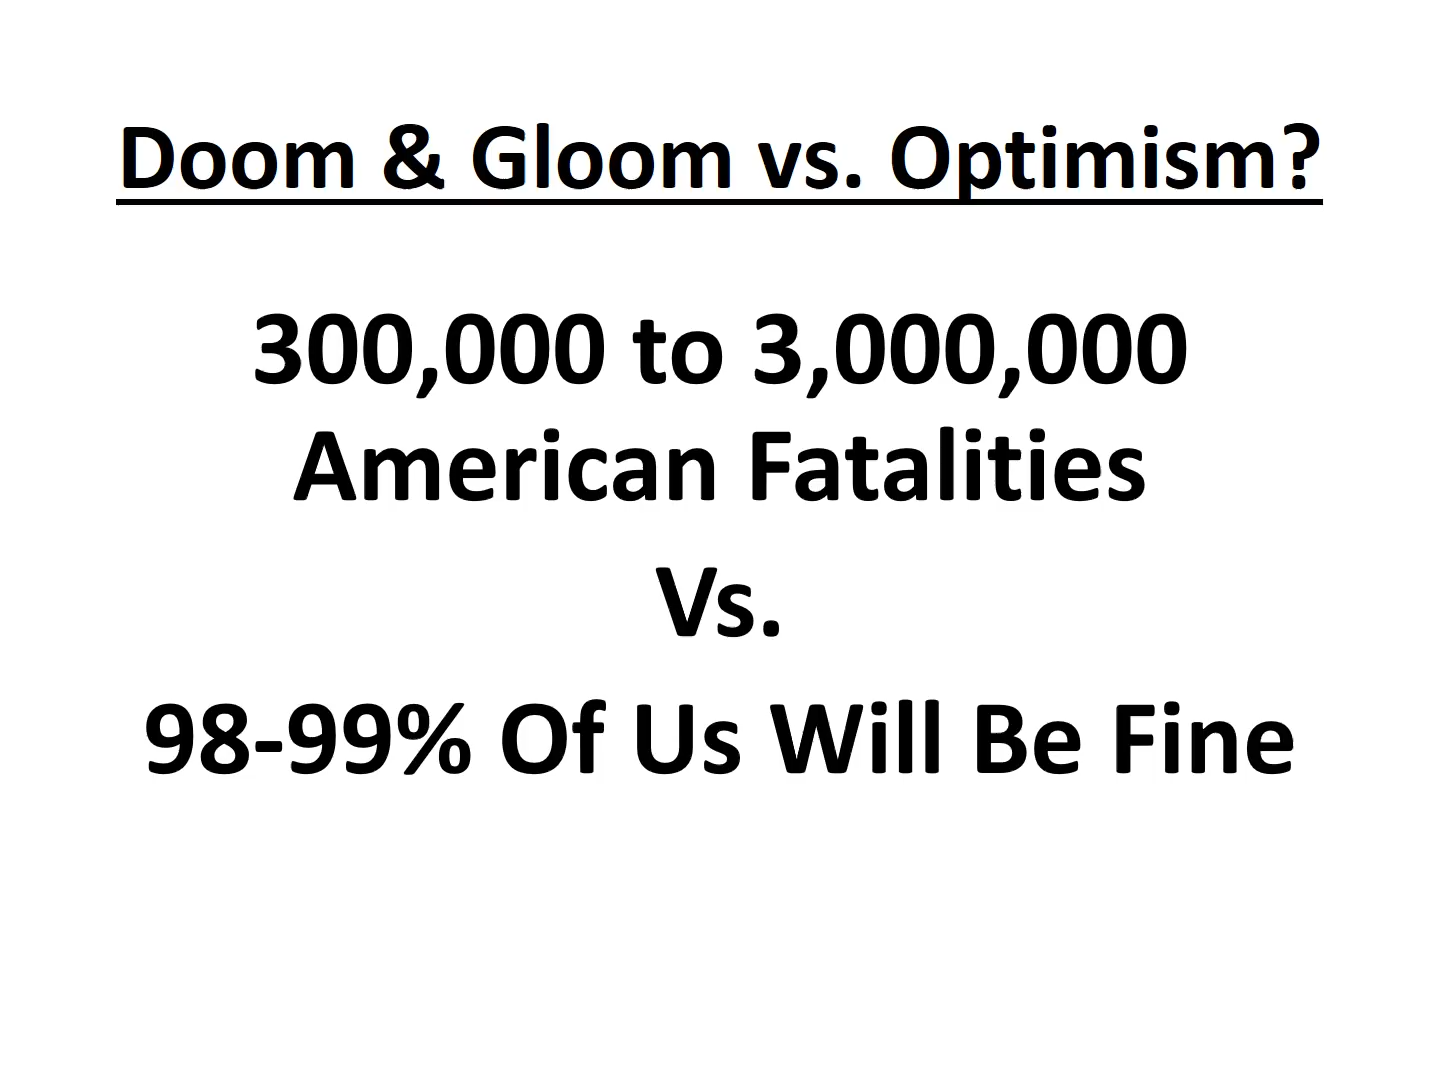 Doom & Gloom vs. Optimism?
300,000 to 3,000,000
American Fatalities
Vs.
98-99% Of Us Will Be Fine